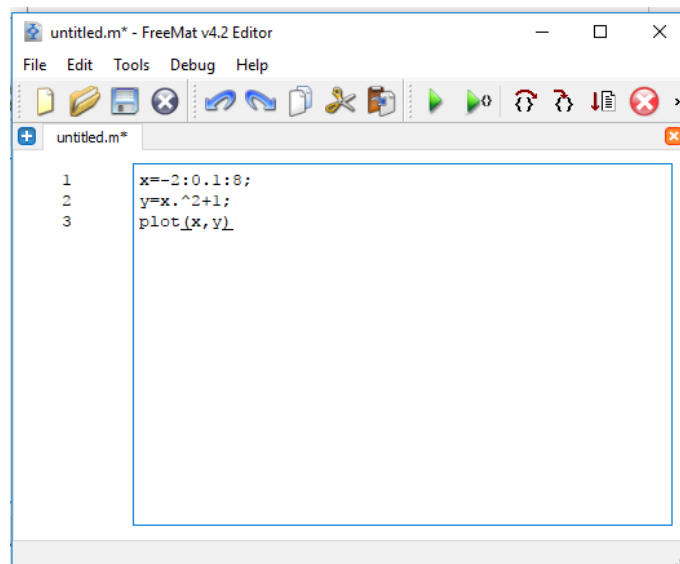 untitled.m* - FreeMat v4.2 Editor
File Edit Tools Debug Help
untitled.m*
1 x=-2:0.1:8;
2 y=x.^2+1;
3 plot(x,y)